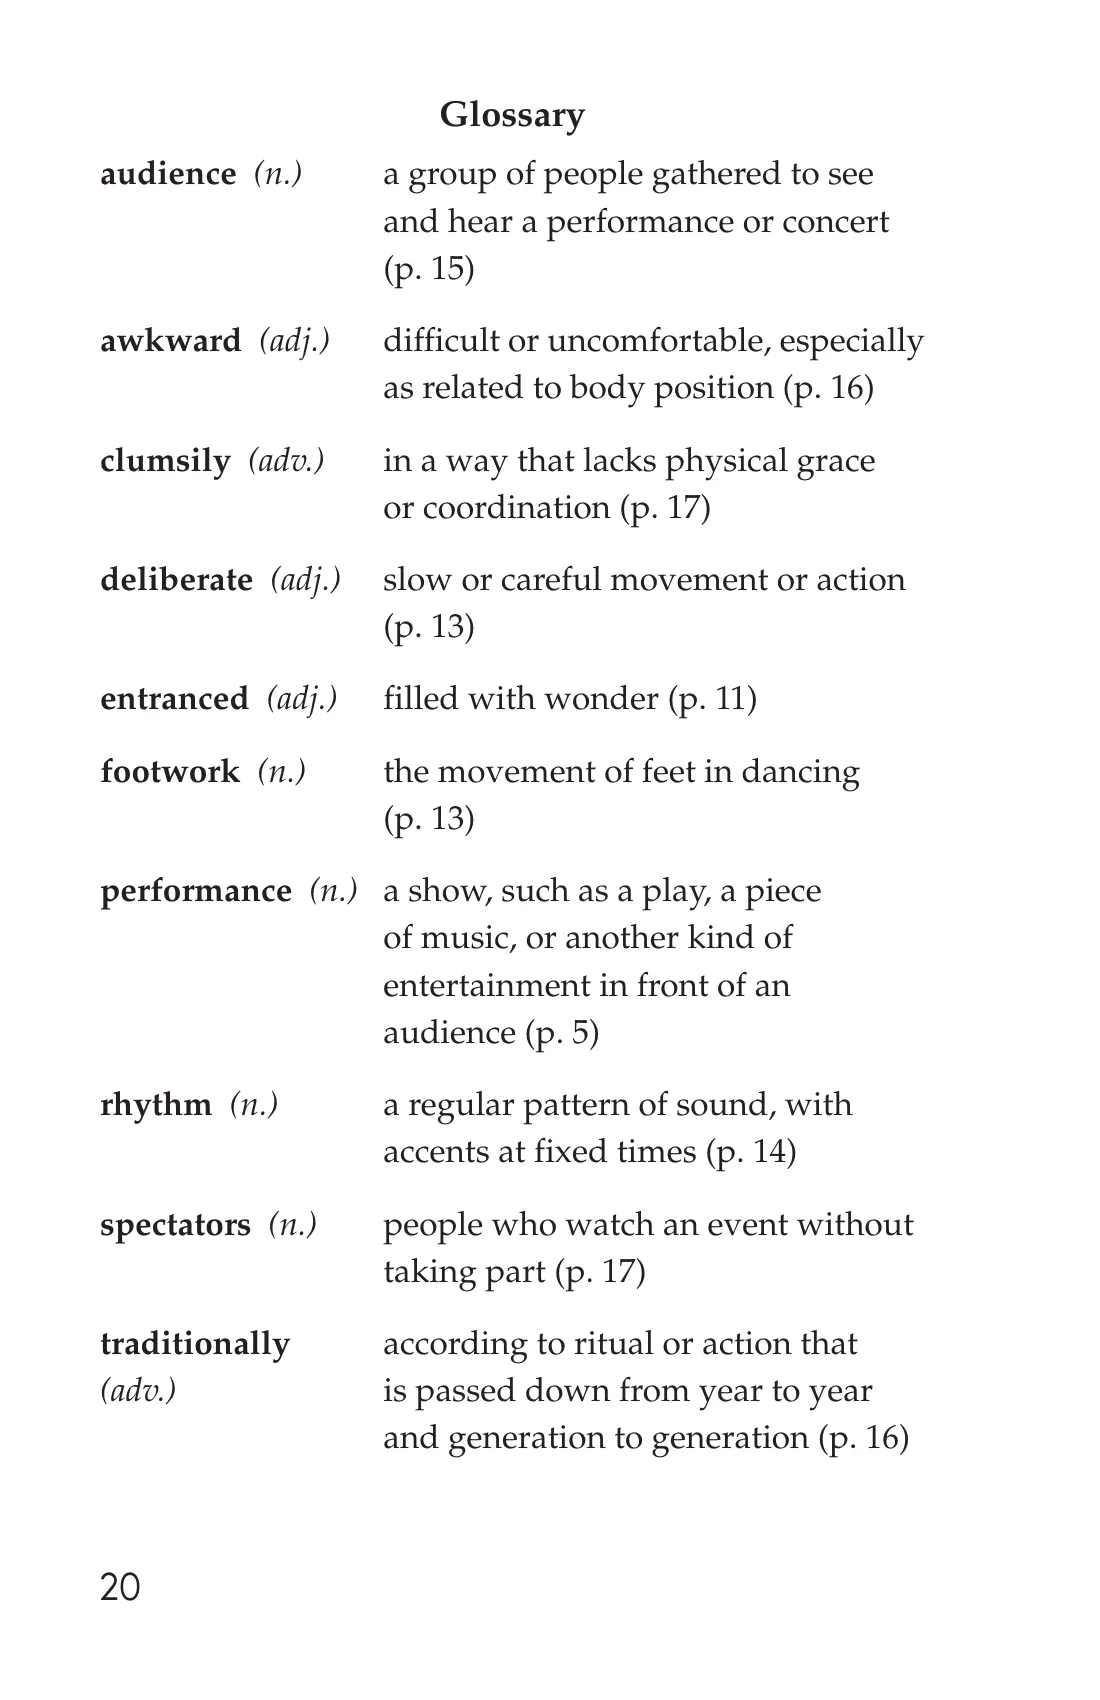 Glossary
audience (n.) a group of people gathered to see
and hear a performance or concert
(p. 15)
awkward (adj.) difficult or uncomfortable, especially
as related to body position (p. 16)
clumsily (adv.) in a way that lacks physical grace
or coordination (p. 17)
deliberate (adj.) slow or careful movement or action
(p. 13)
entranced (adj.) filled with wonder (p. 11)
footwork (n.) the movement of feet in dancing
(p. 13)
performance (n.) a show, such as a play, a piece
of music, or another kind of
entertainment in front of an
audience (p. 5)
rhythm (n.) a regular pattern of sound, with
accents at fixed times (p. 14)
spectators (n.) people who watch an event without
taking part (p. 17)
traditionally according to ritual or action that
(adv.) is passed down from year to year
and generation to generation (p. 16)
20